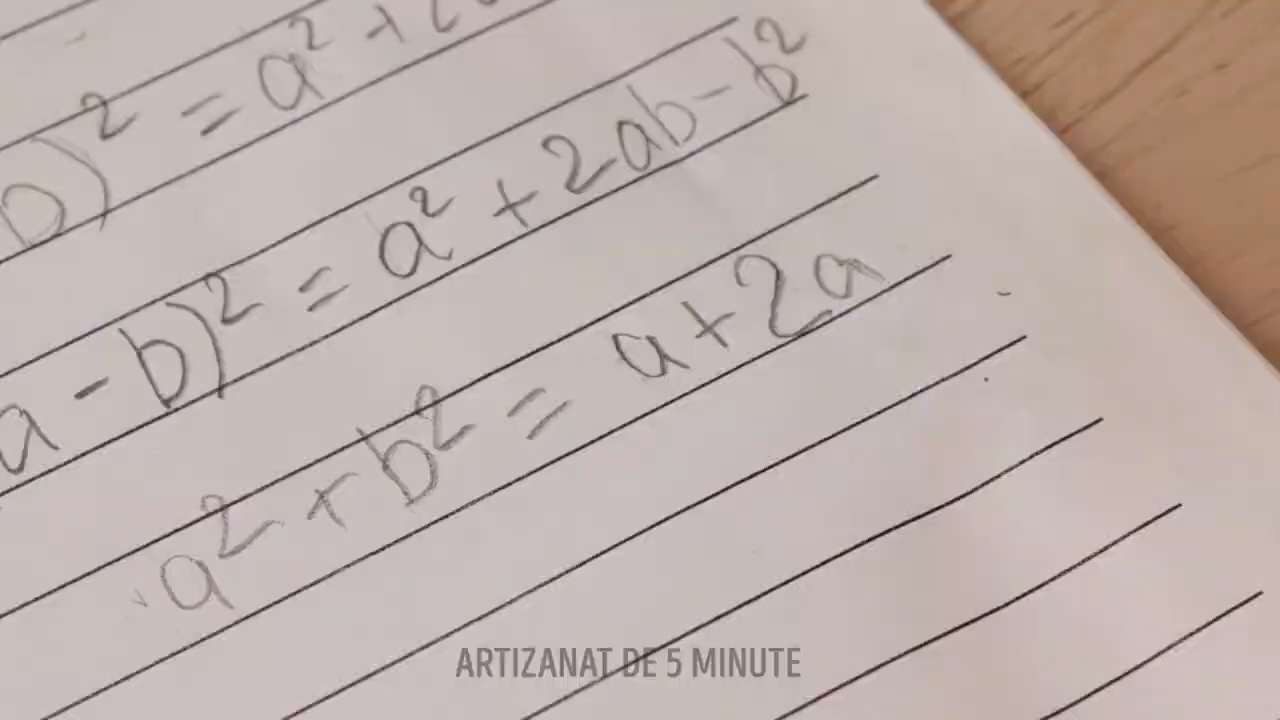 b)² = a² + 2
(a - b)² = a² + 2ab - b²
a² + b² = a + 2a
ARTIZANAT DE 5 MINUTE